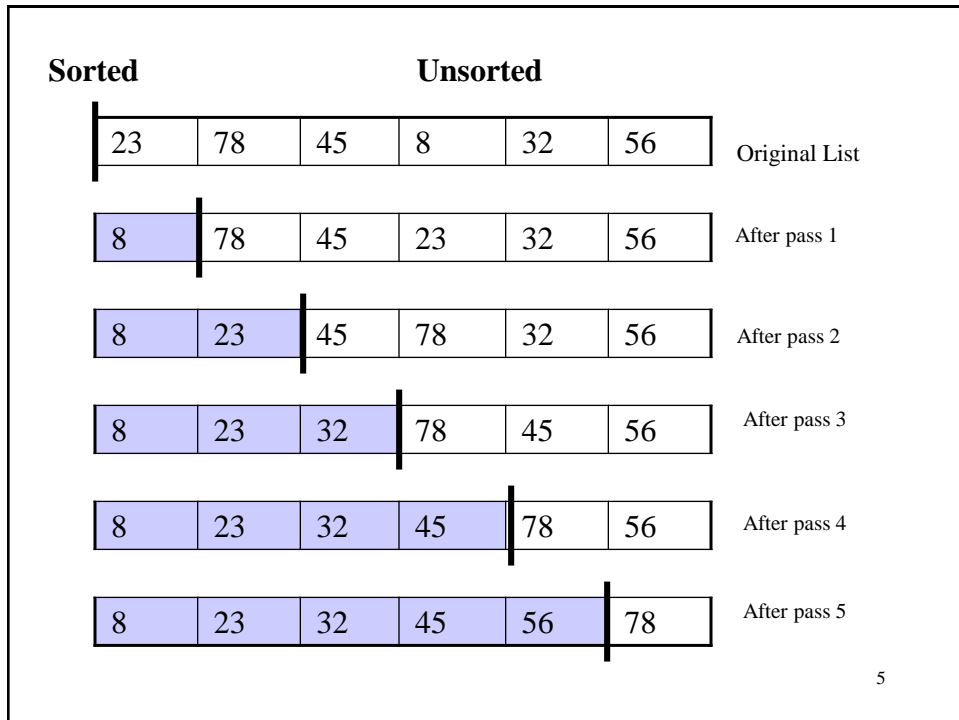 Sorted Unsorted
23 78 45 8 32 56 Original List
8 78 45 23 32 56 After pass 1
8 23 45 78 32 56 After pass 2
8 23 32 78 45 56 After pass 3
8 23 32 45 78 56 After pass 4
8 23 32 45 56 78 After pass 5
5